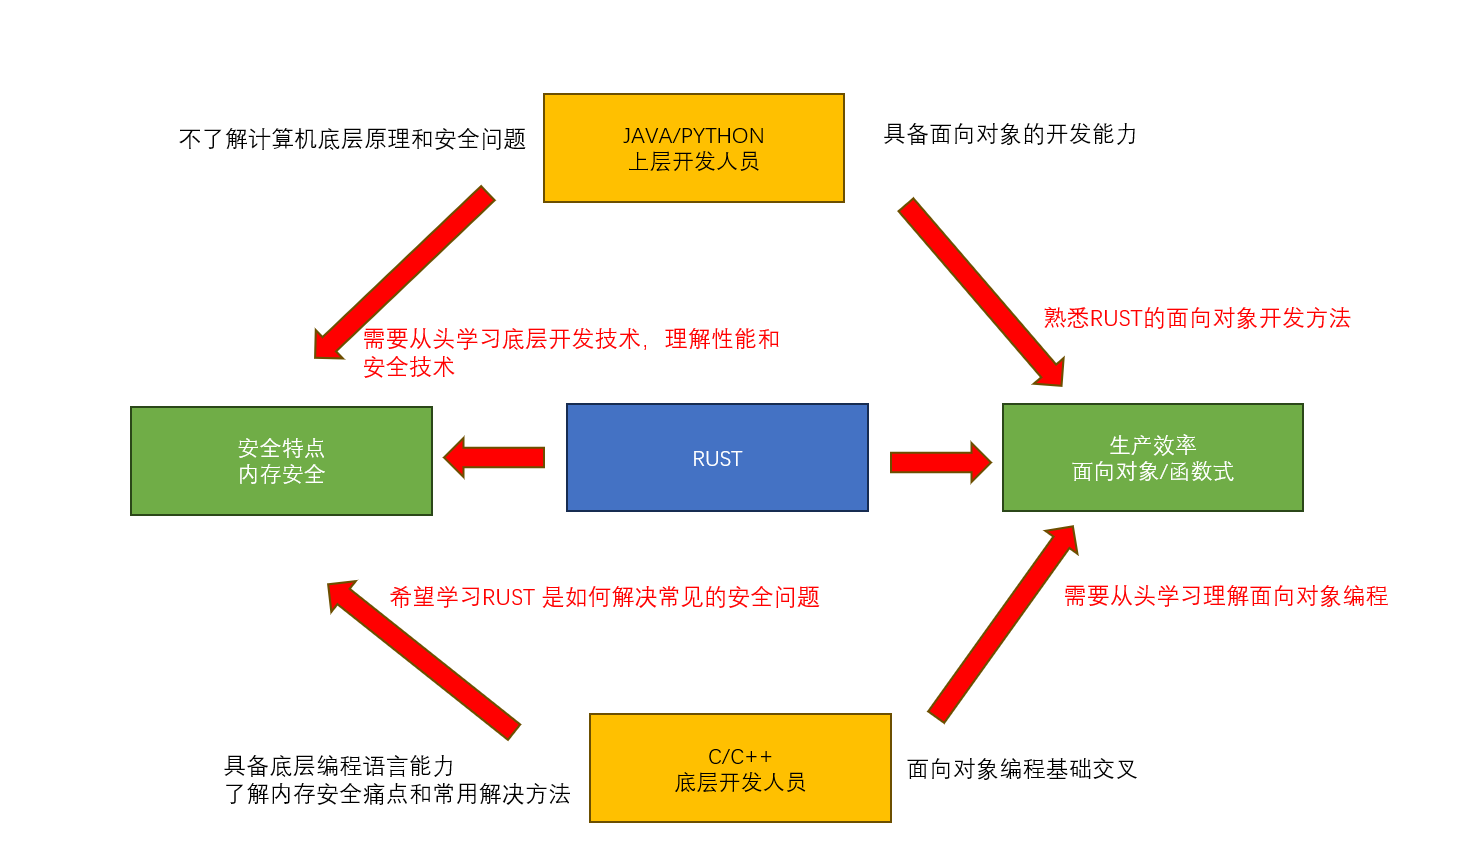 不了解计算机底层原理和安全问题
JAVA/PYTHON
上层开发人员
具备面向对象的开发能力
需要从头学习底层开发技术，理解性能和
安全技术
熟悉RUST的面向对象开发方法
安全特点
内存安全
RUST
生产效率
面向对象/函数式
希望学习RUST 是如何解决常见的安全问题
需要从头学习理解面向对象编程
具备底层编程语言能力
了解内存安全痛点和常用解决方法
C/C++
底层开发人员
面向对象编程基础交叉